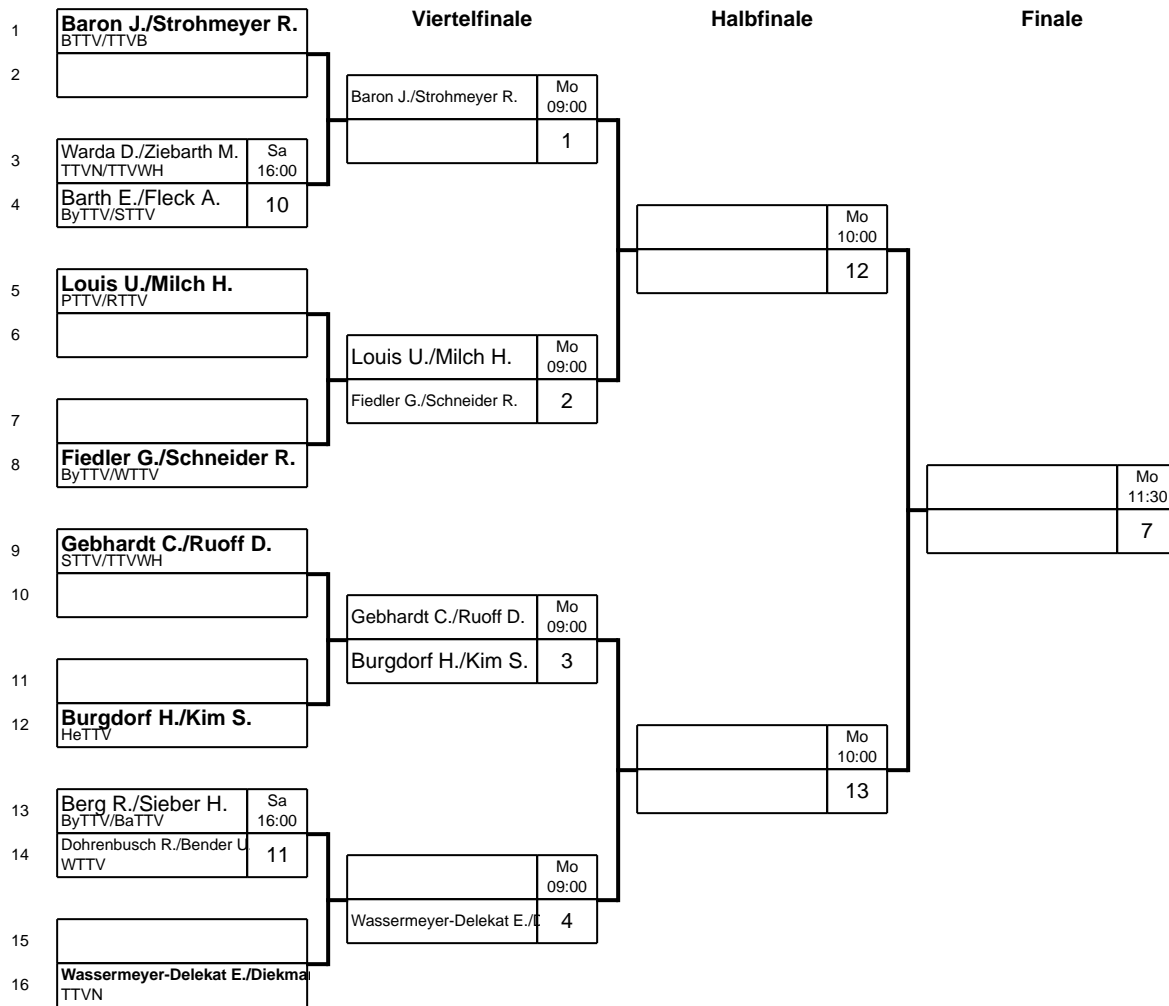 Viertelfinale
Halbfinale
Finale
1
Baron J./Strohmeyer R.
BTTV/TTVB
2
Baron J./Strohmeyer R.
Mo
09:00
1
3
Warda D./Ziebarth M.
TTVN/TTVWH
Sa
16:00
4
Barth E./Fleck A.
ByTTV/STTV
10
Mo
10:00
12
5
Louis U./Milch H.
PTTV/RTTV
6
Louis U./Milch H.
Mo
09:00
Fiedler G./Schneider R.
2
7
8
Fiedler G./Schneider R.
ByTTV/WTTV
Mo
11:30
7
9
Gebhardt C./Ruoff D.
STTV/TTVWH
10
Gebhardt C./Ruoff D.
Mo
09:00
Burgdorf H./Kim S.
3
11
12
Burgdorf H./Kim S.
HeTTV
Mo
10:00
13
13
Berg R./Sieber H.
ByTTV/BaTTV
Sa
16:00
14
Dohrenbusch R./Bender U.
WTTV
11
Mo
09:00
Wassermeyer-Delekat E./
4
15
16
Wassermeyer-Delekat E./Diekma
TTVN